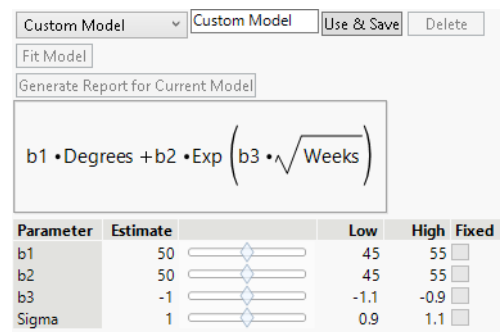 Custom Model Custom Model Use & Save Delete
Fit Model
Generate Report for Current Model
b1 •Degrees +b2 •Exp (b3 •√Weeks)
Parameter Estimate Low High Fixed
b1 50 45 55
b2 50 45 55
b3 -1 -1.1 -0.9
Sigma 1 0.9 1.1